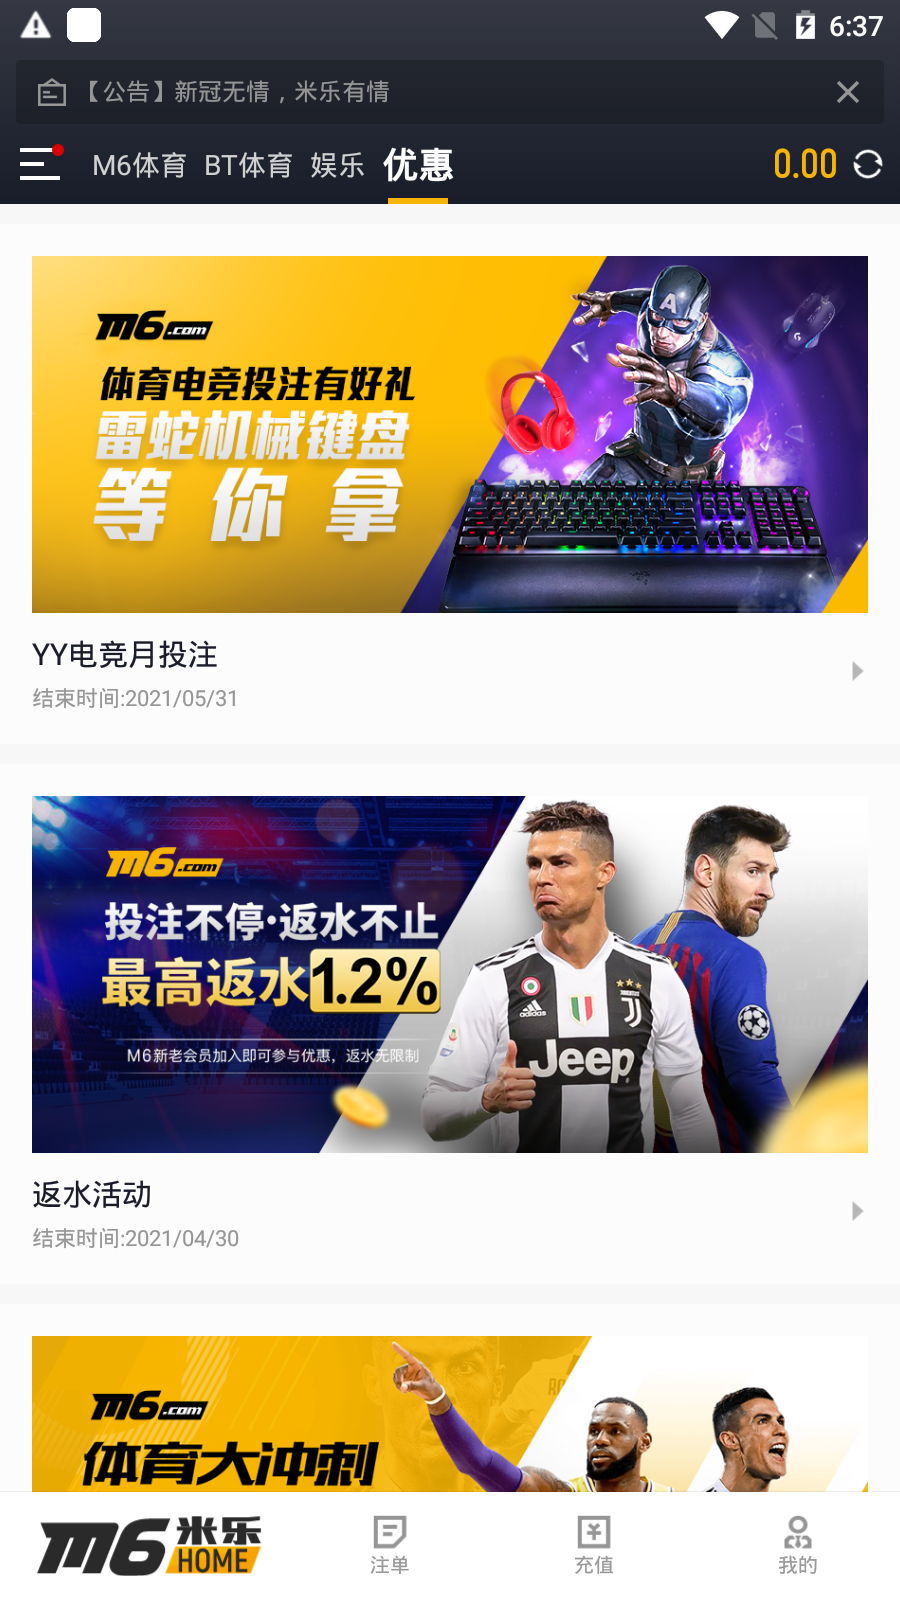 6:37
【公告】新冠无情，米乐有情
M6体育 BT体育 娱乐 优惠 0.00
M6.com
体育电竞投注有好礼
雷蛇机械键盘
等你拿
YY电竞月投注
结束时间:2021/05/31
M6.com
投注不停·返水不止
最高返水1.2%
M6新老会员加入即可参与优惠，返水无限制
adidas
JUVENTUS
Jeep
返水活动
结束时间:2021/04/30
M6.com
体育大冲刺
M6米乐
HOME
注单
充值
我的